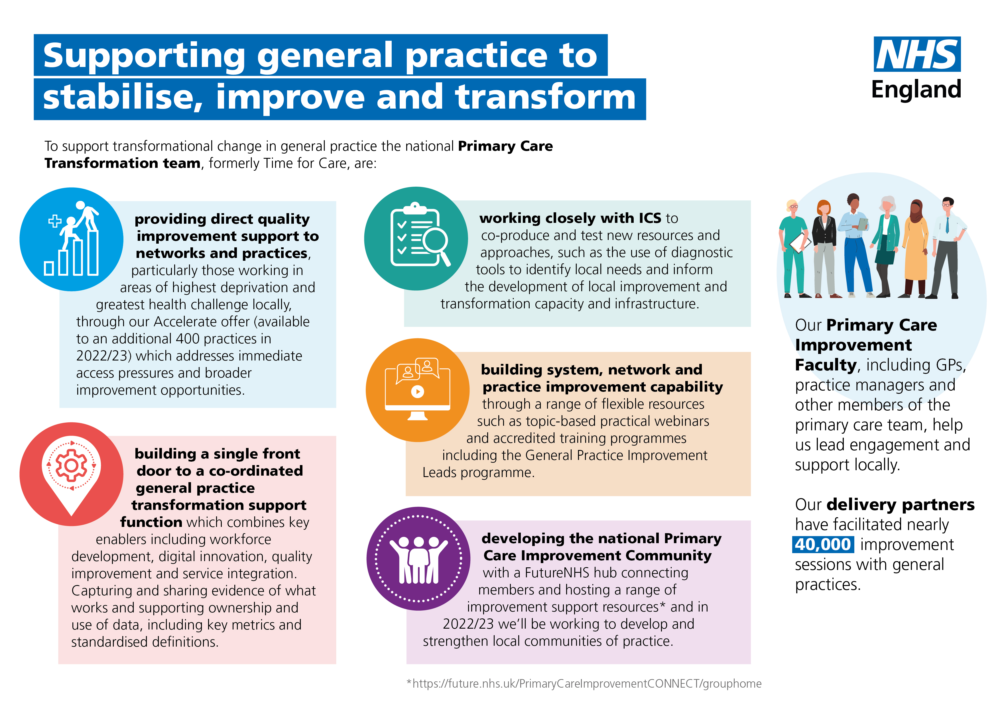 Supporting general practice to
stabilise, improve and transform
NHS
England
To support transformational change in general practice the national Primary Care
Transformation team, formerly Time for Care, are:
providing direct quality
improvement support to
networks and practices,
particularly those working in
areas of highest deprivation and
greatest health challenge locally,
through our Accelerate offer (available
to an additional 400 practices in
2022/23) which addresses immediate
access pressures and broader
improvement opportunities.
building a single front
door to a co-ordinated
general practice
transformation support
function which combines key
enablers including workforce
development, digital innovation, quality
improvement and service integration.
Capturing and sharing evidence of what
works and supporting ownership and
use of data, including key metrics and
standardised definitions.
working closely with ICS to
co-produce and test new resources and
approaches, such as the use of diagnostic
tools to identify local needs and inform
the development of local improvement and
transformation capacity and infrastructure.
building system, network and
practice improvement capability
through a range of flexible resources
such as topic-based practical webinars
and accredited training programmes
including the General Practice Improvement
Leads programme.
developing the national Primary
Care Improvement Community
with a FutureNHS hub connecting
members and hosting a range of
improvement support resources* and in
2022/23 we’ll be working to develop and
strengthen local communities of practice.
*https://future.nhs.uk/PrimaryCareImprovementCONNECT/grouphome
Our Primary Care
Improvement
Faculty, including GPs,
practice managers and
other members of the
primary care team, help
us lead engagement and
support locally.
Our delivery partners
have facilitated nearly
40,000 improvement
sessions with general
practices.